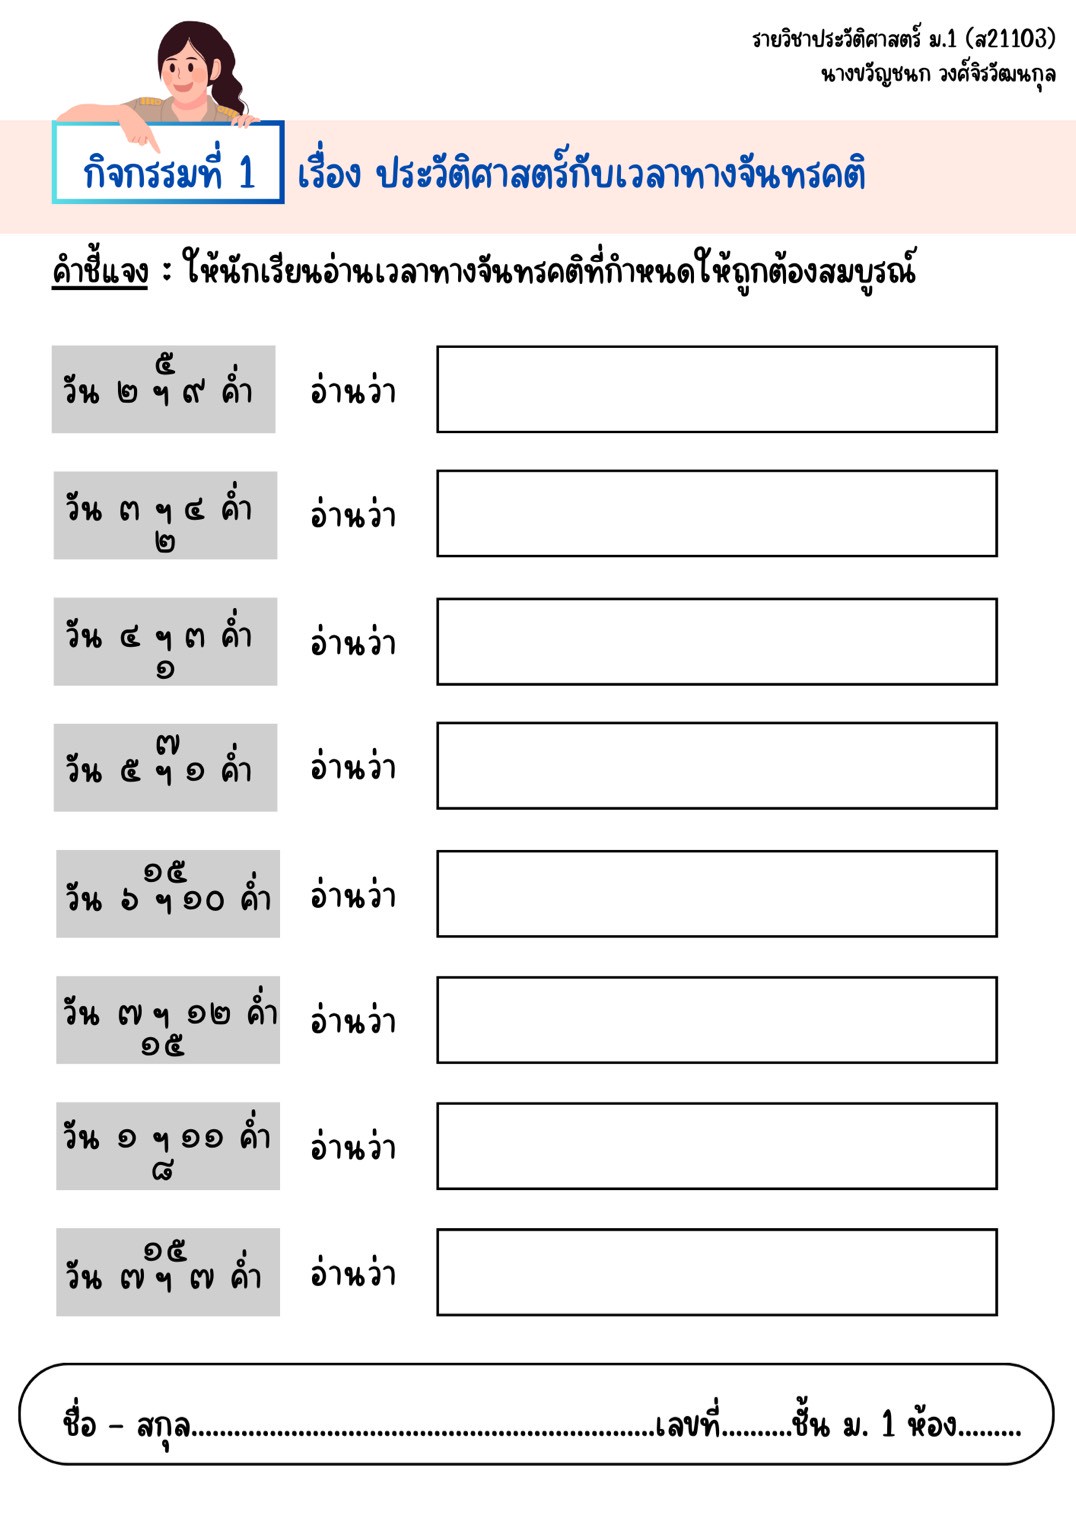 รายวิชาประวัติศาสตร์ ม.1 (ส21103)
นางขวัญชนก วงศ์จิรวัฒนกุล
กิจกรรมที่ 1 เรื่อง ประวัติศาสตร์กับเวลาทางจันทรคติ
คำชี้แจง : ให้นักเรียนอ่านเวลาทางจันทรคติที่กำหนดให้ถูกต้องสมบูรณ์
๕
วัน ๒ ฯ ๙ ค่ำ อ่านว่า
วัน ๓ ฯ ๔ ค่ำ อ่านว่า
๒
วัน ๔ ฯ ๓ ค่ำ อ่านว่า
๑
๗
วัน ๕ ฯ ๑ ค่ำ อ่านว่า
๑๕
วัน ๖ ฯ ๑๐ ค่ำ อ่านว่า
วัน ๗ ฯ ๑๒ ค่ำ อ่านว่า
๑๕
วัน ๑ ฯ ๑๑ ค่ำ อ่านว่า
๘
๑๕
วัน ๗ ฯ ๗ ค่ำ อ่านว่า
ชื่อ - สกุล..................................................................เลขที่..........ชั้น ม. 1 ห้อง.........